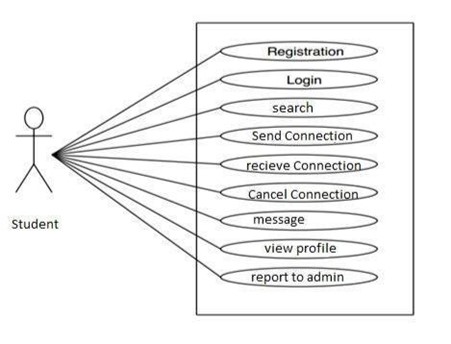 Registration
Login
search
Send Connection
recieve Connection
Cancel Connection
message
view profile
report to admin
Student